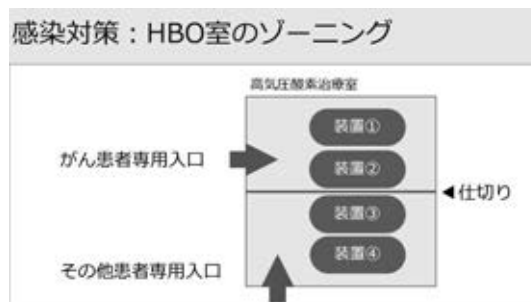 感染対策：HBO室のゾーニング
高気圧酸素治療室
装置①
がん患者専用入口
装置②
◀仕切り
装置③
装置④
その他患者専用入口